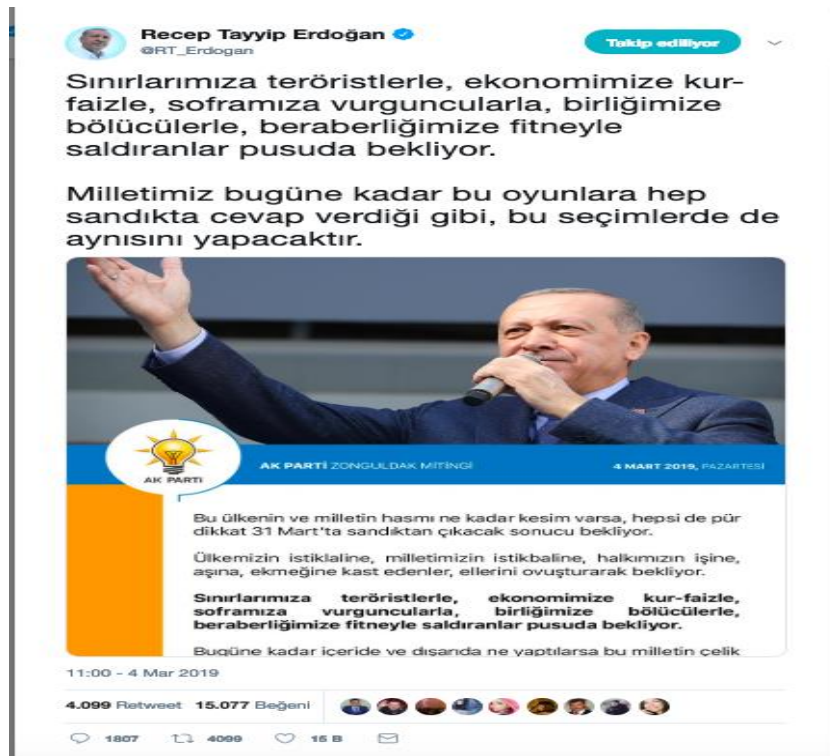 Recep Tayyip Erdoğan
@RT_Erdogan
Takip ediliyor
Sınırlarımıza teröristlerle, ekonomimize kur-
faizle, soframıza vurguncularla, birliğimize
bölücülerle, beraberliğimize fitneyle
saldıranlar pusuda bekliyor.
Milletimiz bugüne kadar bu oyunlara hep
sandıkta cevap verdiği gibi, bu seçimlerde de
aynısını yapacaktır.
AK PARTİ
AK PARTİ ZONGULDAK MİTİNGİ
4 MART 2019, PAZARTESİ
Bu ülkenin ve milletin hasmı ne kadar kesim varsa, hepsi de pür
dikkat 31 Mart'ta sandıktan çıkacak sonucu bekliyor.
Ülkemizin istiklaline, milletimizin istikbaline, halkımızın işine,
aşına, ekmeğine kast edenler, ellerini ovuşturarak bekliyor.
Sınırlarımıza teröristlerle, ekonomimize kur-faizle,
soframıza vurguncularla, birliğimize bölücülerle,
beraberliğimize fitneyle saldıranlar pusuda bekliyor.
Bugüne kadar içeride ve dışarıda ne yaptılarsa bu milletin çelik
11:00 - 4 Mar 2019
4.099 Retweet 15.077 Beğeni
1807 4099 15 B